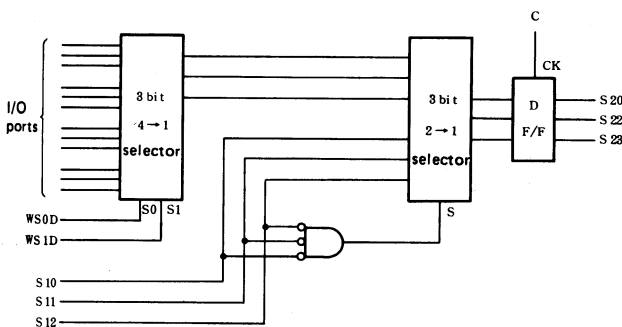 C
CK
I/O
ports
3 bit
4→1
selector
3 bit
2→1
selector
D
F/F
S20
S22
S23
S0 S1
S
WS0D
WS1D
S10
S11
S12